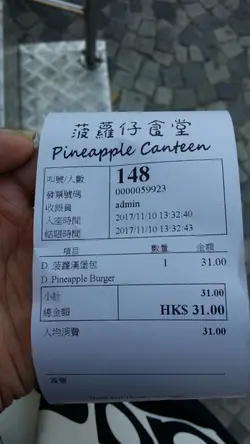 菠蘿仔食堂
Pineapple Canteen
叫號/人數 148
發票號碼 0000059923
收銀員 admin
入座時間 2017/11/10 13:32:40
結賬時間 2017/11/10 13:32:43
項目 數量 金額
D. 菠蘿漢堡包 1 31.00
D. Pineapple Burger
小計 31.00
總金額 HK$ 31.00
人均消費 31.00